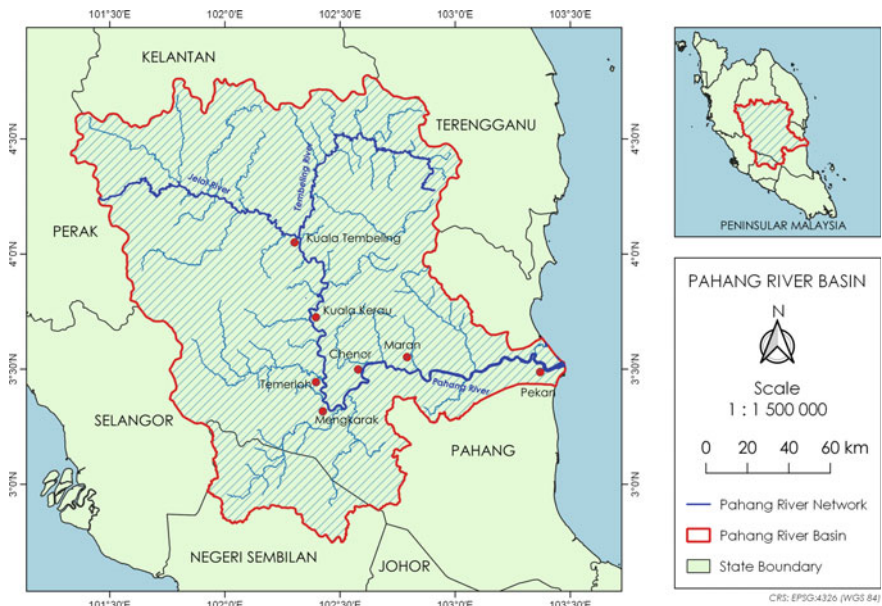 101°30'E 102°0'E 102°30'E 103°0'E 103°30'E
KELANTAN
TERENGGANU
4°30'N
4°30'N
Jelai River
Tembeling River
PERAK
Kuala Tembeling
4°0'N
4°0'N
Kuala Kerau
Maran
Chenor
3°30'N
3°30'N
Temerloh
Pahang River
Pekan
Mengkarak
SELANGOR
PAHANG
3°0'N
3°0'N
NEGERI SEMBILAN
JOHOR
101°30'E 102°0'E 102°30'E 103°0'E 103°30'E
PENINSULAR MALAYSIA
PAHANG RIVER BASIN
N
Scale
1 : 1 500 000
0 20 40 60 km
Pahang River Network
Pahang River Basin
State Boundary
CRS: EPSG:4326 (WGS 84)